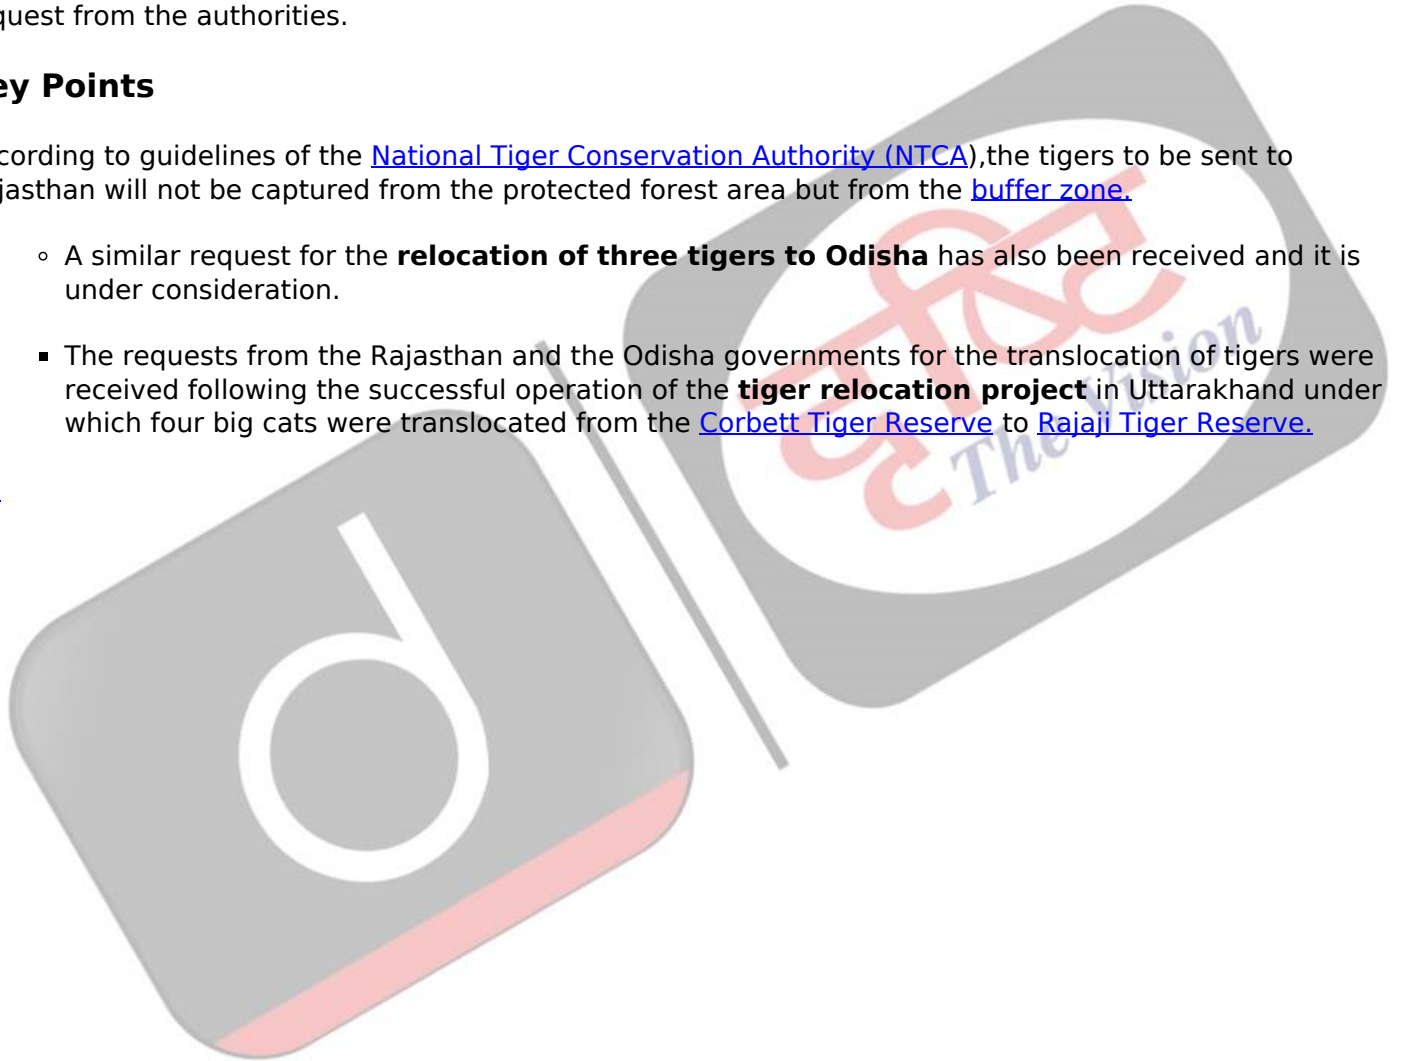 quest from the authorities.
ey Points
cording to guidelines of the National Tiger Conservation Authority (NTCA),the tigers to be sent to
jasthan will not be captured from the protected forest area but from the buffer zone.
A similar request for the relocation of three tigers to Odisha has also been received and it is
under consideration.
The requests from the Rajasthan and the Odisha governments for the translocation of tigers were
received following the successful operation of the tiger relocation project in Uttarakhand under
which four big cats were translocated from the Corbett Tiger Reserve to Rajaji Tiger Reserve.
दृष्टि
The Vision
d